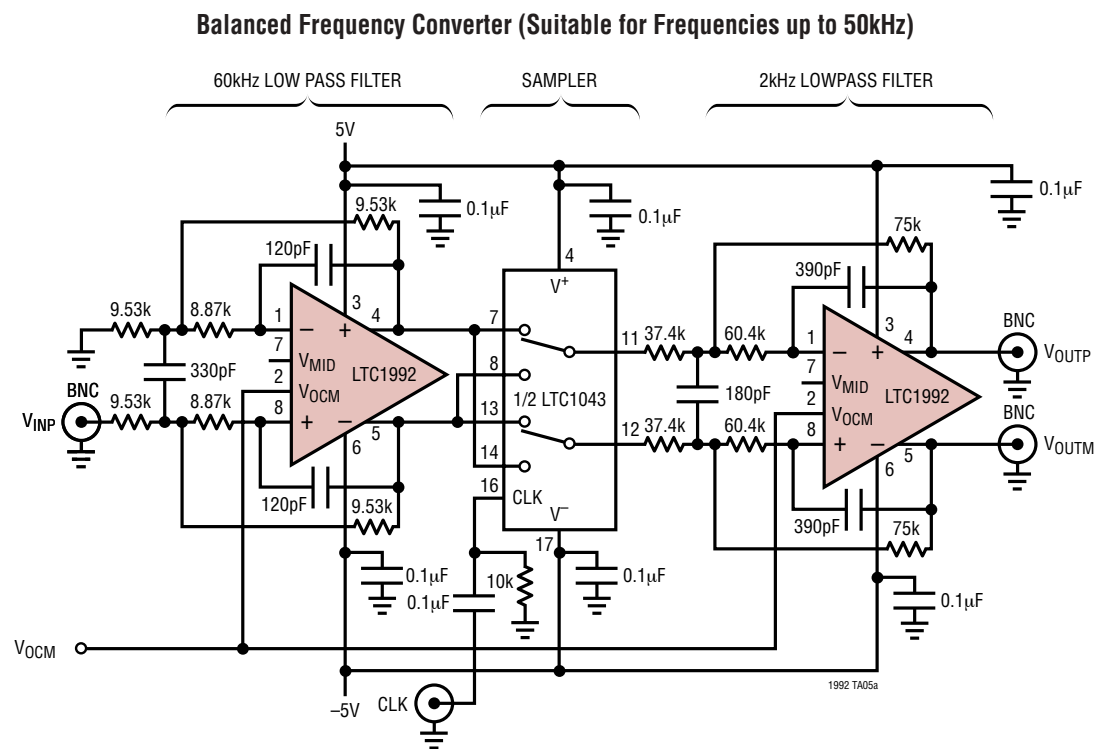 Balanced Frequency Converter (Suitable for Frequencies up to 50kHz)
60kHz LOW PASS FILTER
SAMPLER
2kHz LOWPASS FILTER
5V
0.1µF
0.1µF
0.1µF
9.53k
75k
120pF
390pF
4
V+
9.53k
8.87k
1
3
4
7
11
37.4k
60.4k
1
3
4
BNC
VOUTP
7
VMID
LTC1992
2
VOCM
330pF
8
1/2 LTC1043
180pF
7
VMID
LTC1992
2
VOCM
BNC
VINP
9.53k
8.87k
8
5
6
13
12
37.4k
60.4k
8
5
6
BNC
VOUTM
14
16
CLK
120pF
9.53k
390pF
75k
V–
17
0.1µF
0.1µF
10k
0.1µF
0.1µF
VOCM
1992 TA05a
–5V
CLK